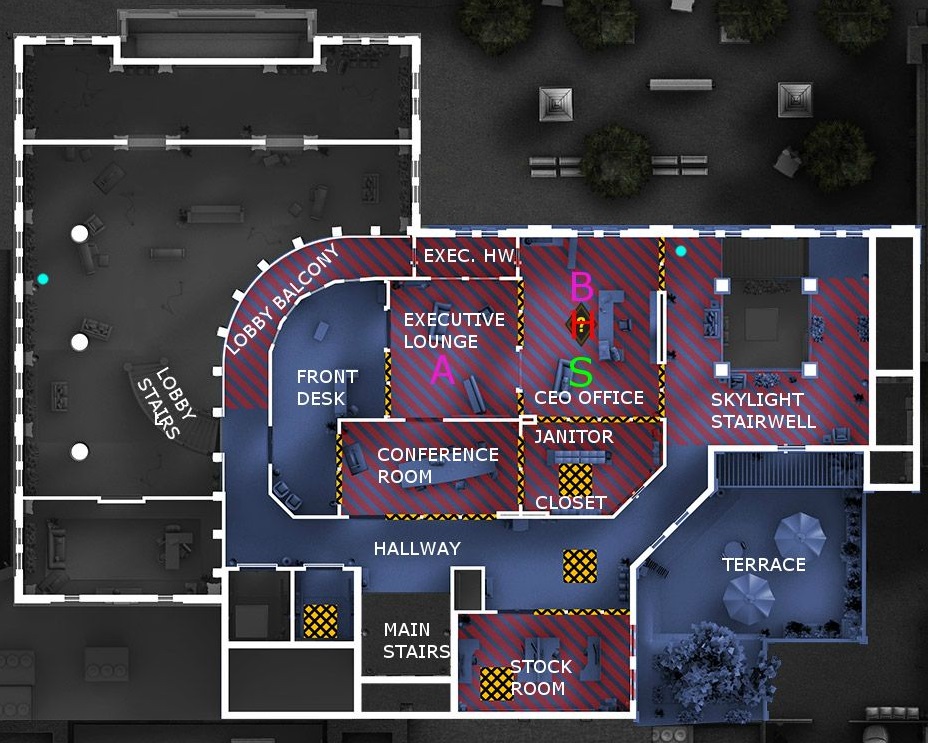 EXEC. HW
LOBBY BALCONY
B
EXECUTIVE
LOUNGE
h
A
S
FRONT
DESK
CEO OFFICE
LOBBY
STAIRS
L
SKYLIGHT
STAIRWELL
JANITOR
CLOSET
CONFERENCE
ROOM
HALLWAY
TERRACE
MAIN
STAIRS
STOCK
ROOM